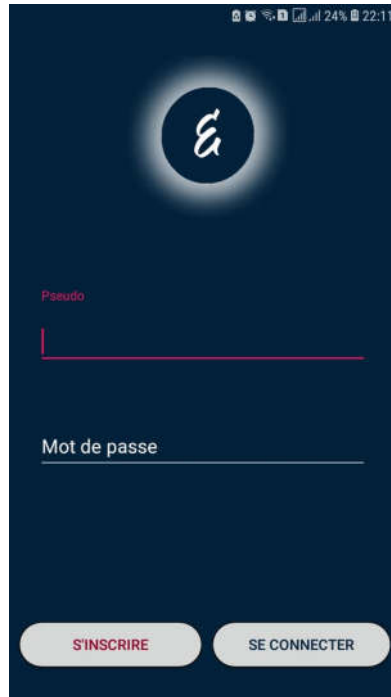 24% 22:11
&
Pseudo
Mot de passe
S'INSCRIRE
SE CONNECTER